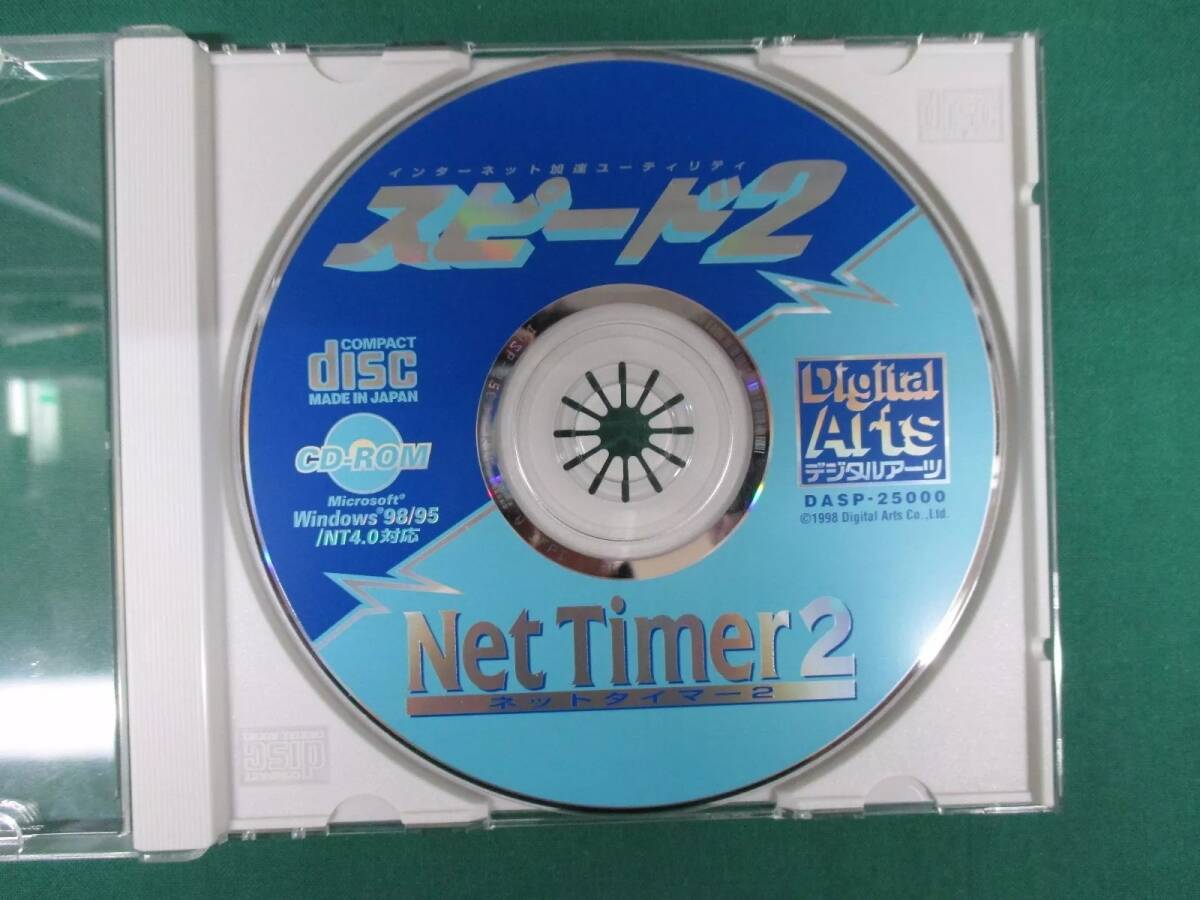 インターネット加速ユーティリティ
スピード2
COMPACT
disc
MADE IN JAPAN
CD-ROM
Microsoft®
Windows®98/95
/NT4.0対応
Digital
Arts
デジタルアーツ
DASP-25000
©1998 Digital Arts Co.,Ltd.
Net Timer 2
ネットタイマー2